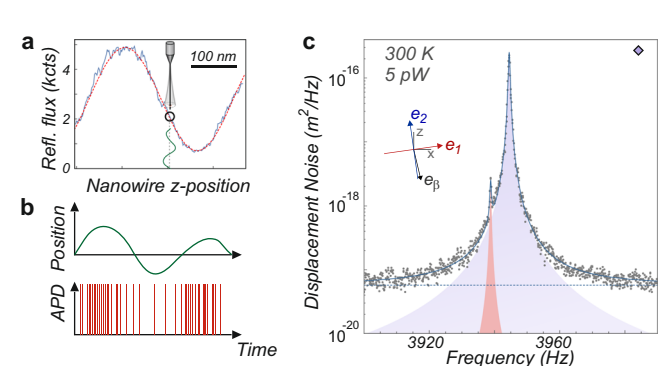 a
Refl. flux (kcts)
4
2
0
100 nm
Nanowire z-position
b
Position
APD
Time
c
300 K
5 pW
Displacement Noise (m²/Hz)
10⁻¹⁶
10⁻¹⁸
10⁻²⁰
e₂
z
e₁
x
eβ
3920
3960
Frequency (Hz)